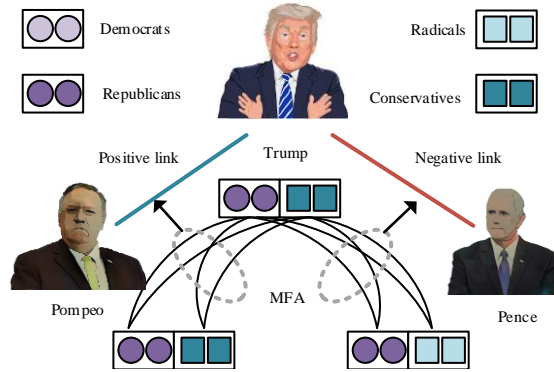 Democrats
Radicals
Republicans
Conservatives
Positive link
Trump
Negative link
Pompeo
MFA
Pence